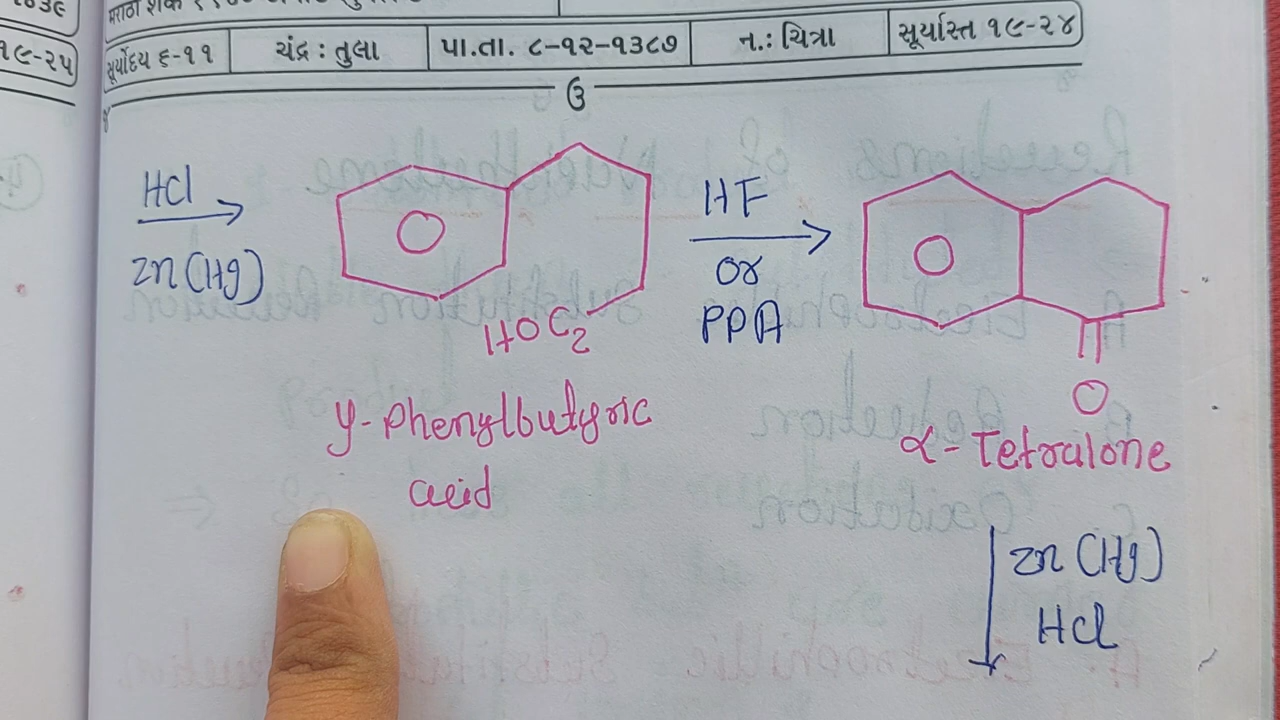 ૧૯-૨૫
સૂર્યોદય ૬-૧૧ ચંદ્ર : તુલા પા.તા. ૮-૧૨-૧૩૮૭ ન.: ચિત્રા સૂર્યાસ્ત ૧૯-૨૪
HCl
Zn(Hg)
HOC2
γ-phenylbutyric
acid
HF
or
PPA
O
α-Tetralone
Zn(Hg)
HCl